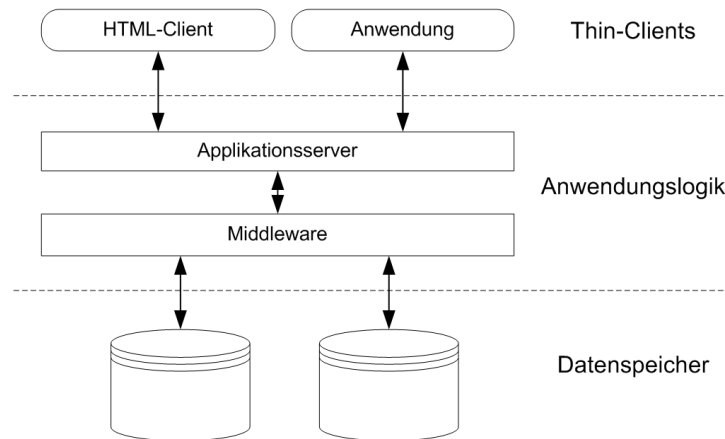 HTML-Client
Anwendung
Thin-Clients
Applikationsserver
Anwendungslogik
Middleware
Datenspeicher